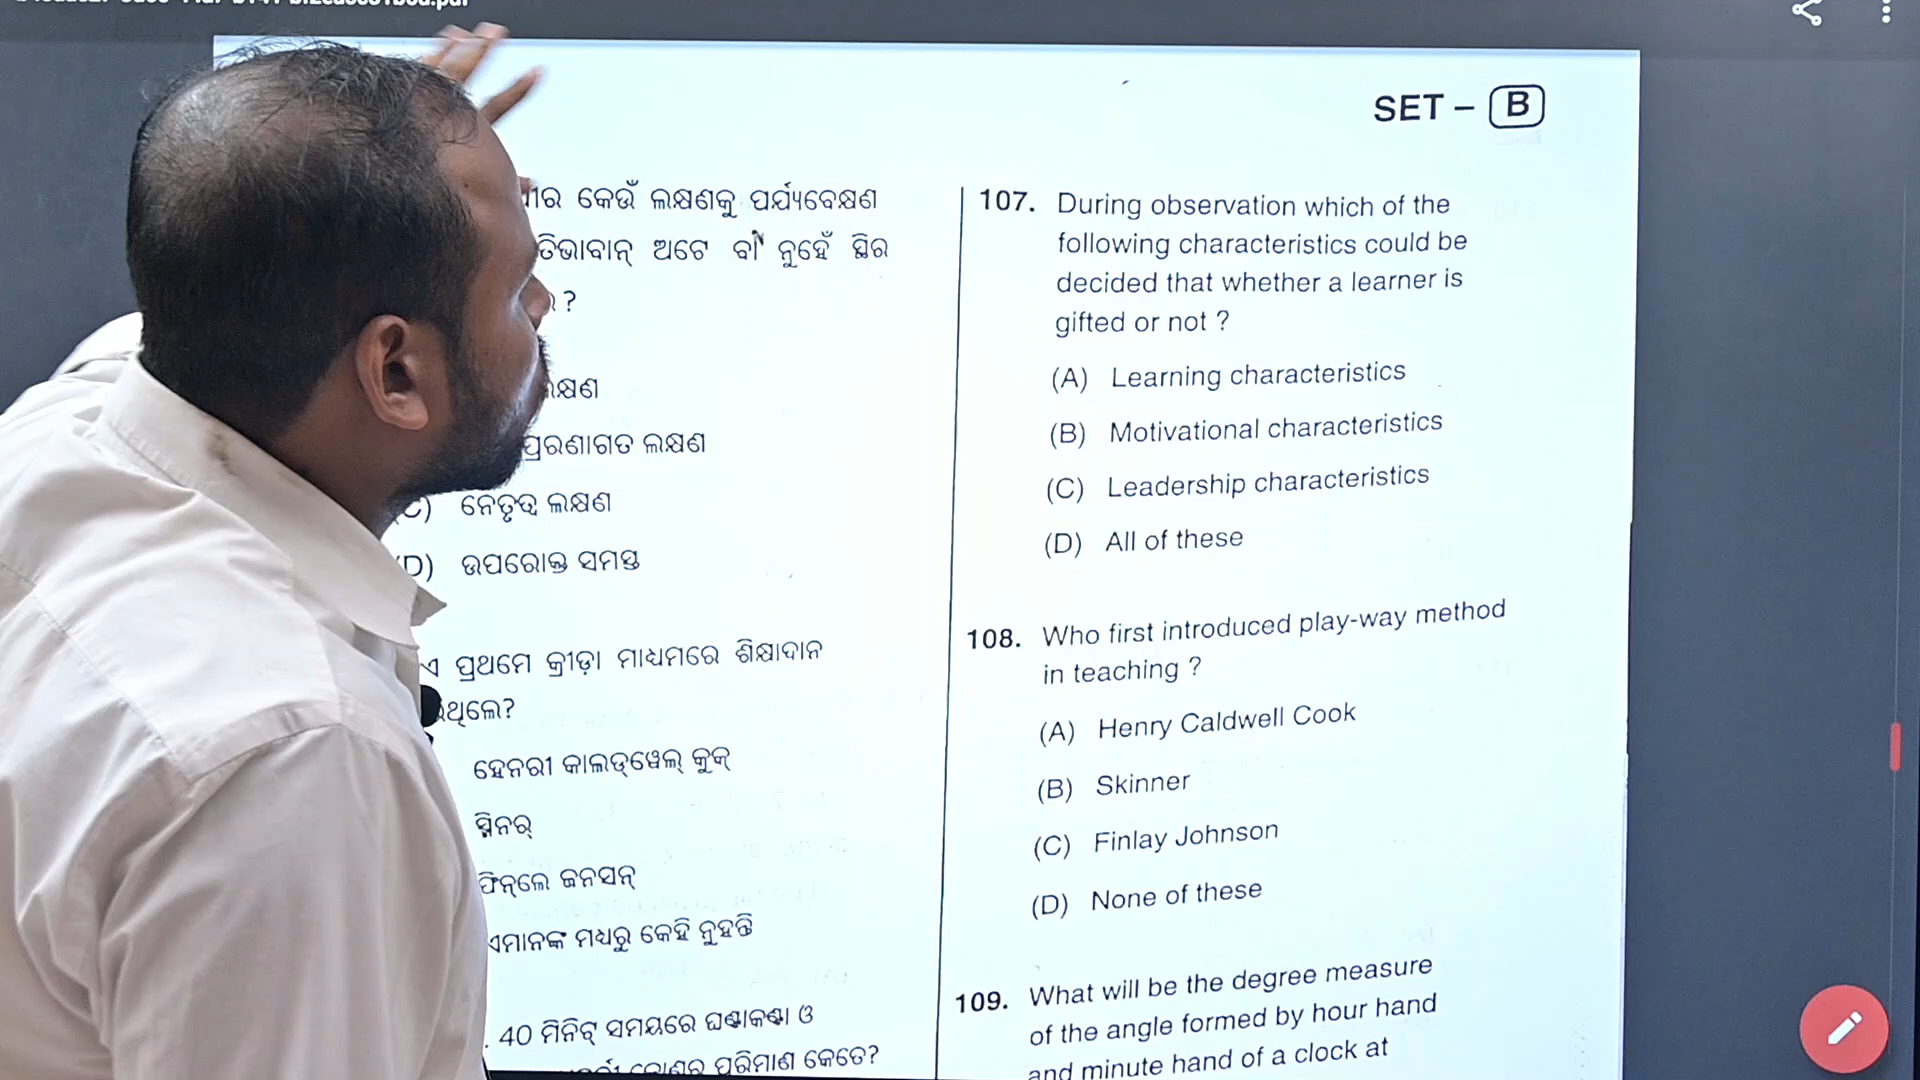 SET – B
କେଉଁ ଲକ୍ଷଣକୁ ପର୍ଯ୍ୟବେକ୍ଷଣ
ଅଟେ ବା ନୁହେଁ ସ୍ଥିର
?
ଲକ୍ଷଣ
(C) ନେତୃତ୍ୱ ଲକ୍ଷଣ
(D) ଉପରୋକ୍ତ ସମସ୍ତ
ପ୍ରଥମେ କ୍ରୀଡ଼ା ମାଧ୍ୟମରେ ଶିକ୍ଷାଦାନ
ହେନରୀ କାଲଡ୍‌ୱେଲ୍ କୁକ୍
ସ୍କିନର୍
ଫିନ୍‌ଲେ ଜନସନ୍
ଏମାନଙ୍କ ମଧ୍ୟରୁ କେହି ନୁହନ୍ତି
40 ମିନିଟ୍ ସମୟରେ ଘଣ୍ଟାକଣ୍ଟା ଓ
ପରିମାଣ କେତେ?
107. During observation which of the
following characteristics could be
decided that whether a learner is
gifted or not ?
(A) Learning characteristics
(B) Motivational characteristics
(C) Leadership characteristics
(D) All of these
108. Who first introduced play-way method
in teaching ?
(A) Henry Caldwell Cook
(B) Skinner
(C) Finlay Johnson
(D) None of these
109. What will be the degree measure
of the angle formed by hour hand
and minute hand of a clock at